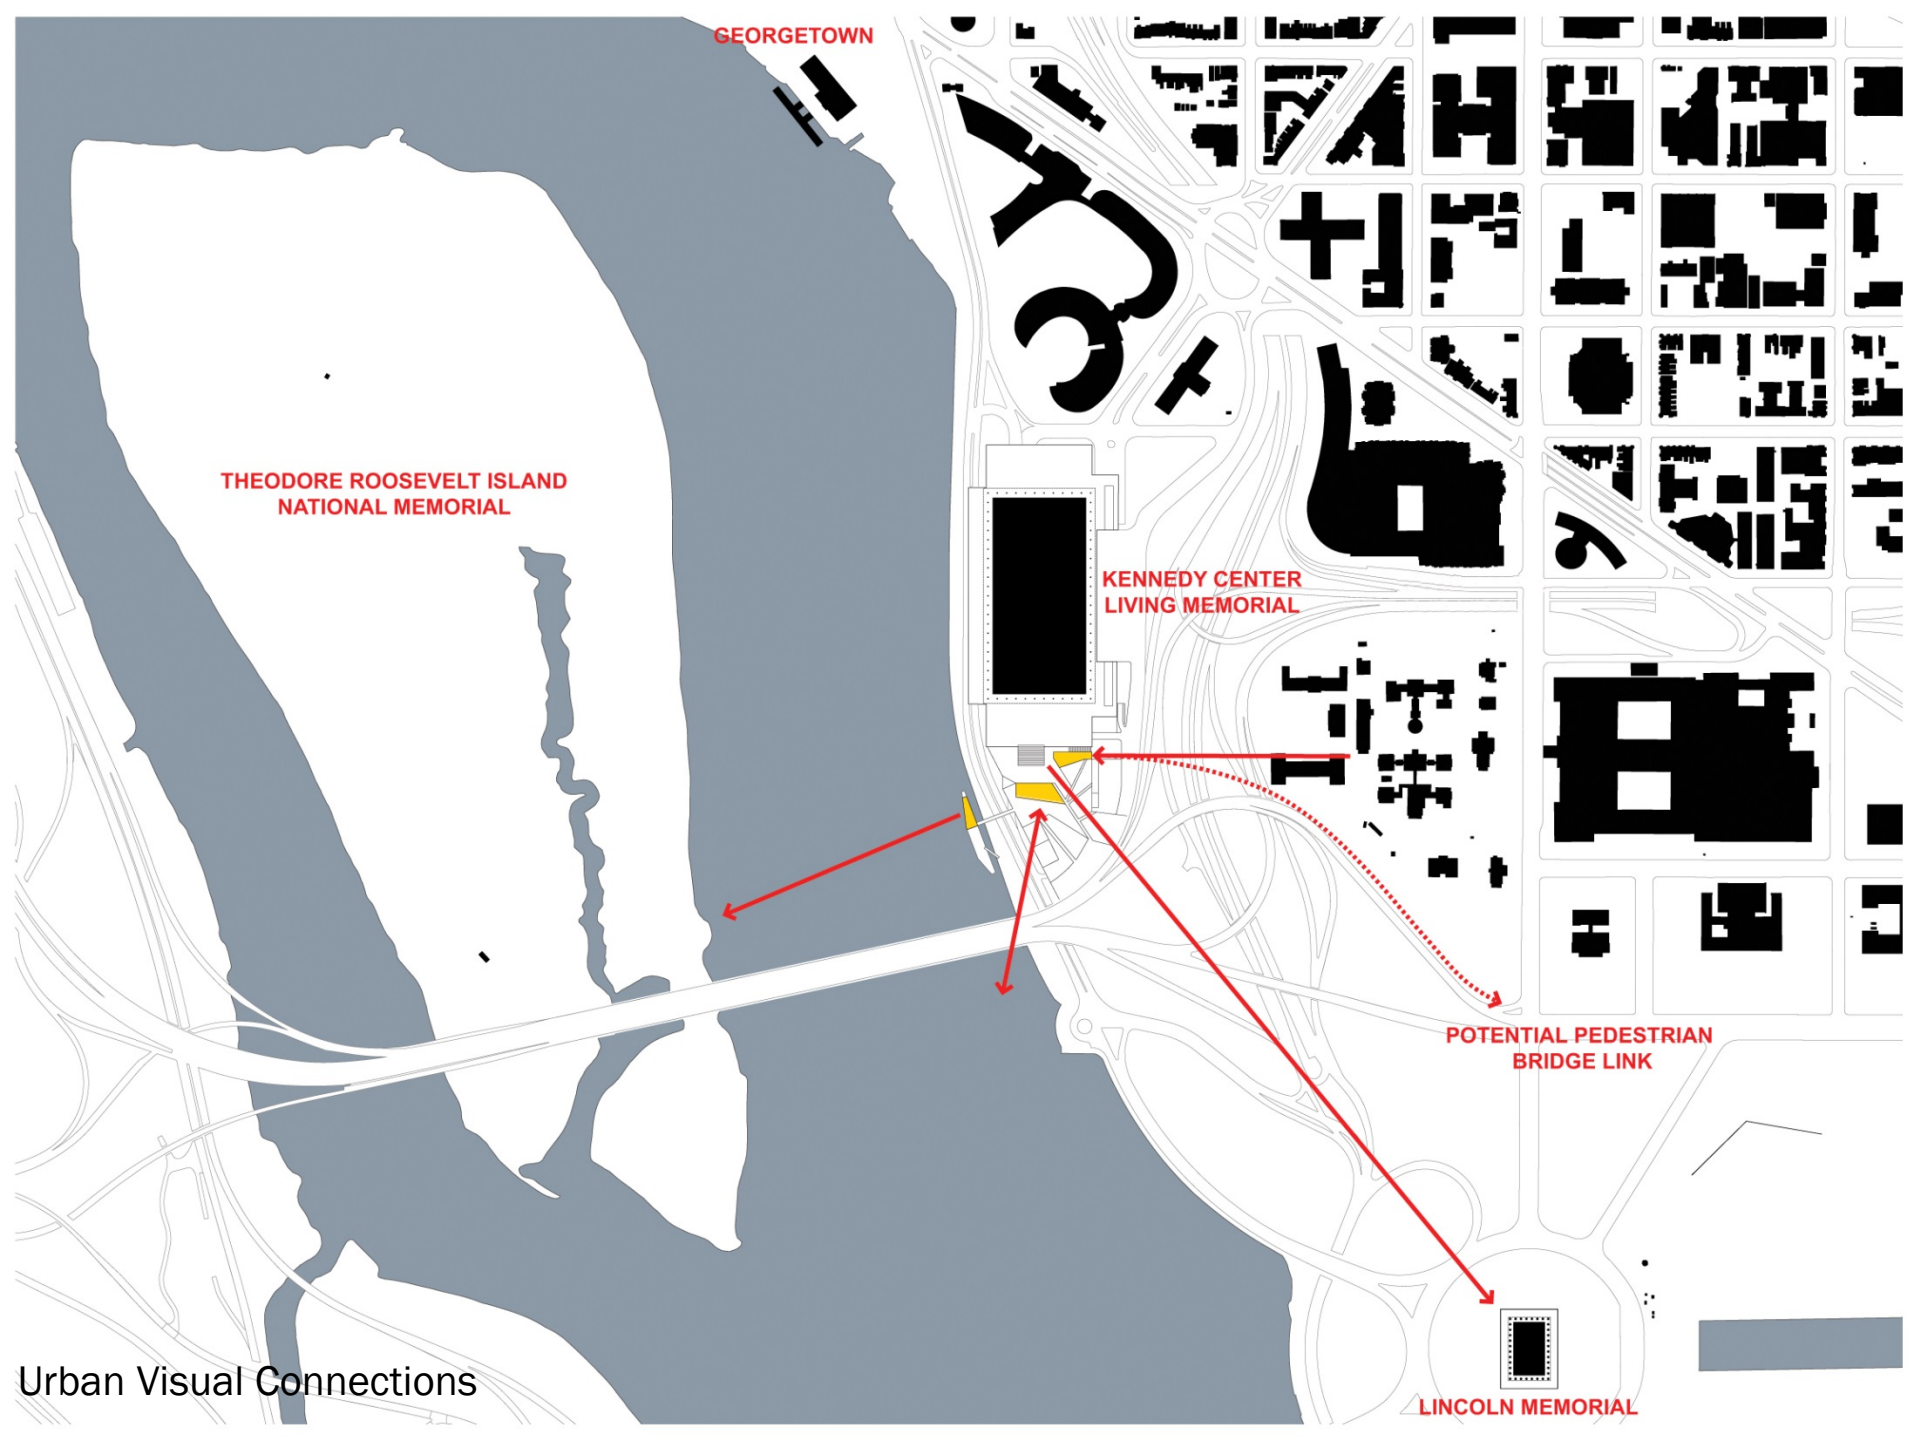 GEORGETOWN
THEODORE ROOSEVELT ISLAND
NATIONAL MEMORIAL
KENNEDY CENTER
LIVING MEMORIAL
POTENTIAL PEDESTRIAN
BRIDGE LINK
Urban Visual Connections
LINCOLN MEMORIAL